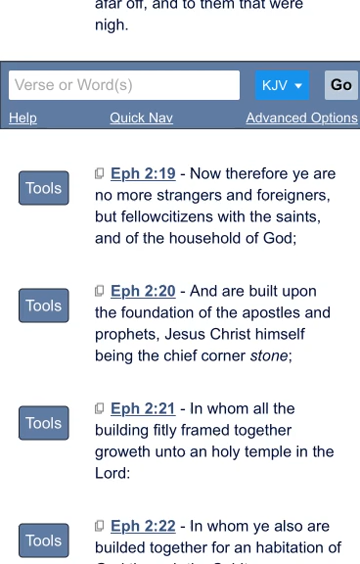 afar off, and to them that were
nigh.
Verse or Word(s) KJV Go
Help Quick Nav Advanced Options
Tools
Eph 2:19 - Now therefore ye are
no more strangers and foreigners,
but fellowcitizens with the saints,
and of the household of God;
Tools
Eph 2:20 - And are built upon
the foundation of the apostles and
prophets, Jesus Christ himself
being the chief corner stone;
Tools
Eph 2:21 - In whom all the
building fitly framed together
groweth unto an holy temple in the
Lord:
Tools
Eph 2:22 - In whom ye also are
builded together for an habitation of